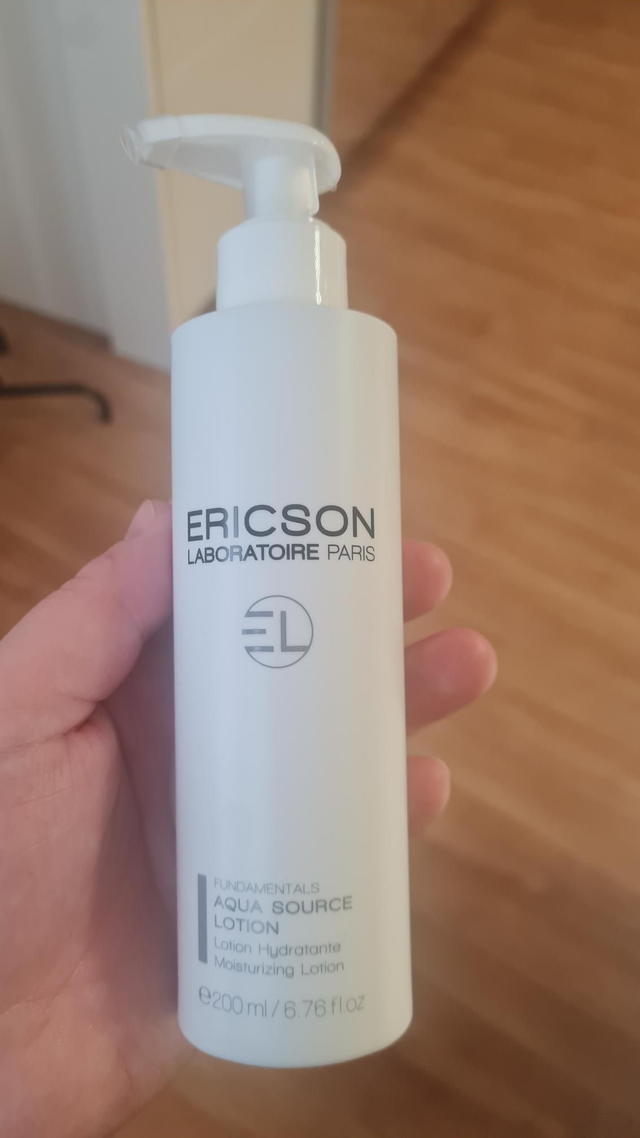 ERICSON
LABORATOIRE PARIS
EL
FUNDAMENTALS
AQUA SOURCE
LOTION
Lotion Hydratante
Moisturizing Lotion
℮200 ml / 6.76 fl.oz